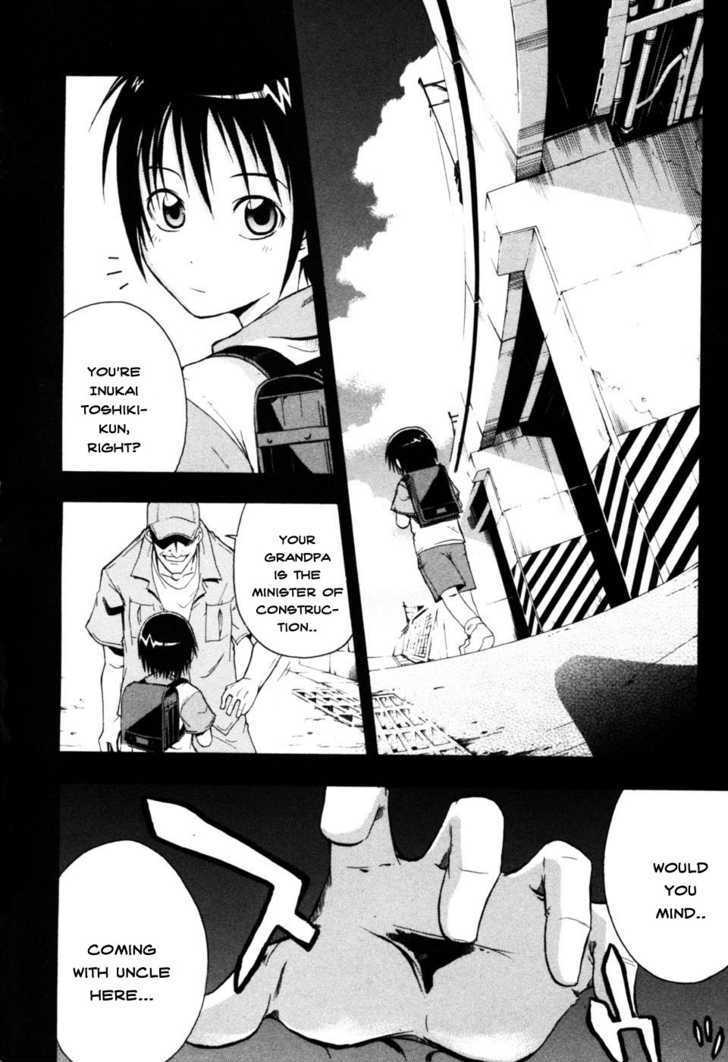 YOU'RE
INUKAI
TOSHIKI-
KUN,
RIGHT?
YOUR
GRANDPA
IS THE
MINISTER OF
CONSTRUC-
TION..
WOULD
YOU
MIND..
COMING
WITH UNCLE
HERE...